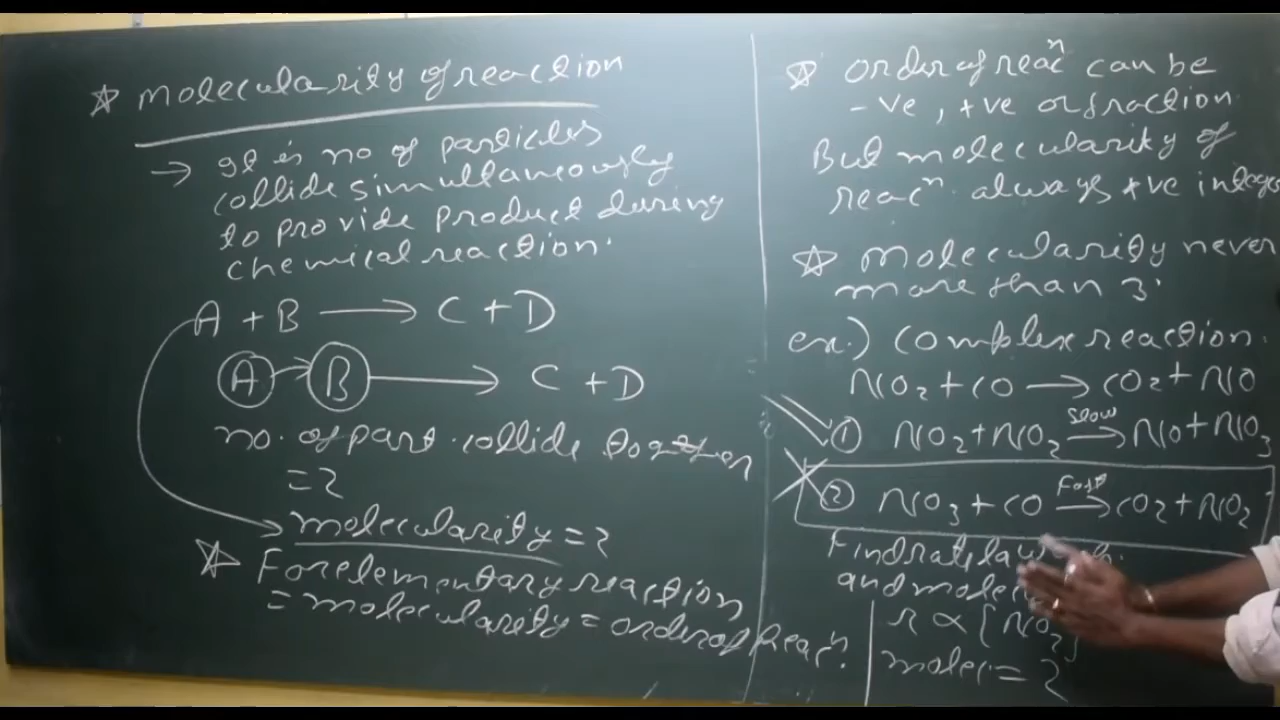 ☆ molecularity of reaction
→ It is no of particles
collide simultaneously
to provide product during
chemical reaction.
A + B → C + D
A → B → C + D
no. of part. collide together
= 2
molecularity = 2
☆ For elementary reaction
= molecularity = order of reacⁿ.
☆ order of reacⁿ can be
-ve, +ve or fraction
But molecularity of
reacⁿ. always +ve integer
☆ molecularity never
more than 3.
ex.) Complex reaction.
NO₂ + CO → CO₂ + NO
① NO₂ + NO₂ slow→ NO + NO₃
② NO₃ + CO Fast→ CO₂ + NO₂
Find rate law
and molec
r ∝ [NO₂]
molec. = 2